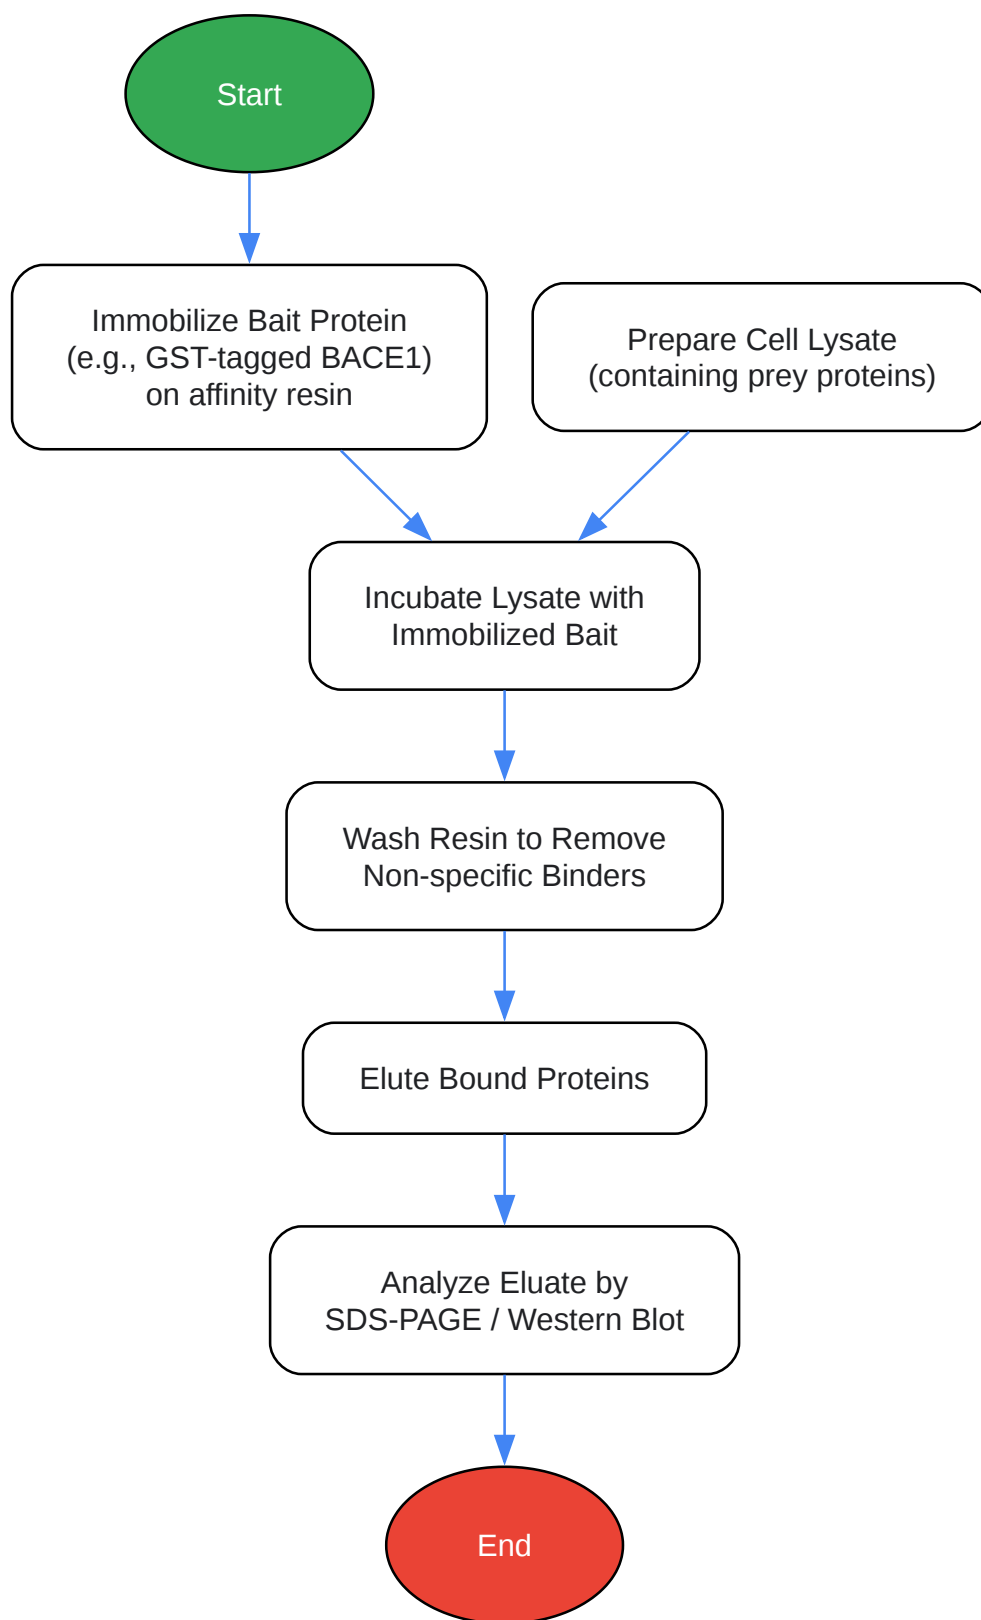 Start
Immobilize Bait Protein
(e.g., GST-tagged BACE1)
on affinity resin
Prepare Cell Lysate
(containing prey proteins)
Incubate Lysate with
Immobilized Bait
Wash Resin to Remove
Non-specific Binders
Elute Bound Proteins
Analyze Eluate by
SDS-PAGE / Western Blot
End